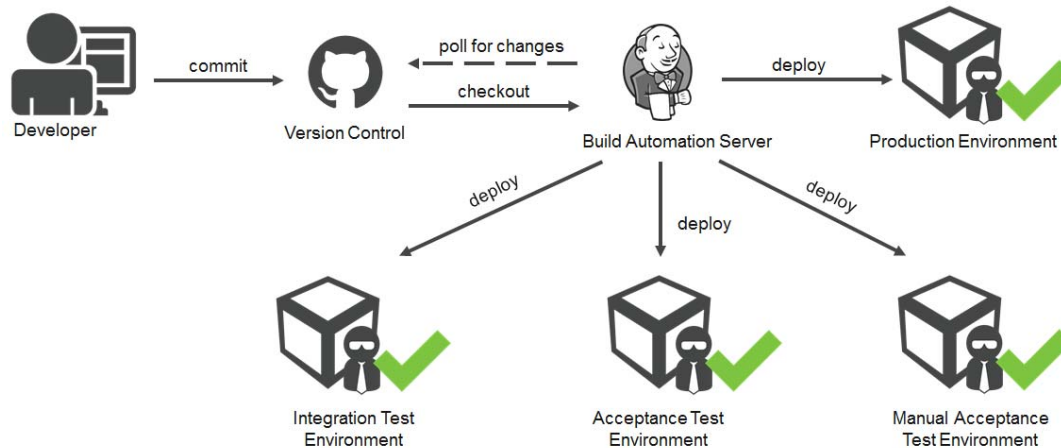 poll for changes
commit
deploy
checkout
Developer
Version Control
Build Automation Server
Production Environment
deploy
deploy
deploy
Integration Test
Environment
Acceptance Test
Environment
Manual Acceptance
Test Environment